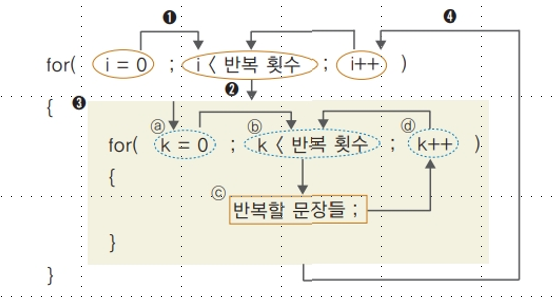 ❶ ❹
for( i = 0 ; i < 반복 횟수 ; i++ )
❷
{ ❸
ⓐ ⓑ ⓓ
for( k = 0 ; k < 반복 횟수 ; k++ )
{
ⓒ
반복할 문장들 ;
}
}